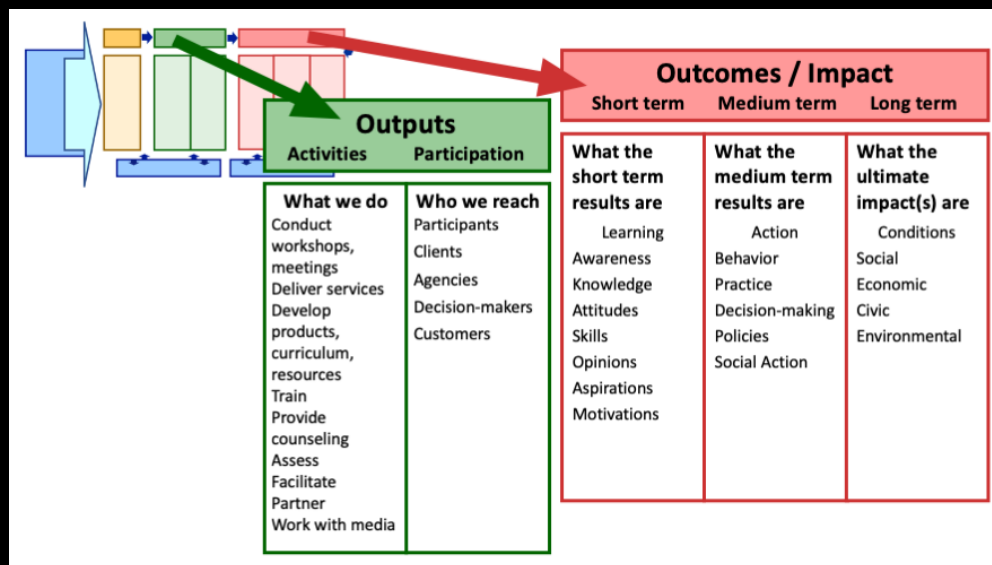 Outputs
Activities Participation
What we do
Conduct
workshops,
meetings
Deliver services
Develop
products,
curriculum,
resources
Train
Provide
counseling
Assess
Facilitate
Partner
Work with media
Who we reach
Participants
Clients
Agencies
Decision-makers
Customers
Outcomes / Impact
Short term Medium term Long term
What the
short term
results are
Learning
Awareness
Knowledge
Attitudes
Skills
Opinions
Aspirations
Motivations
What the
medium term
results are
Action
Behavior
Practice
Decision-making
Policies
Social Action
What the
ultimate
impact(s) are
Conditions
Social
Economic
Civic
Environmental